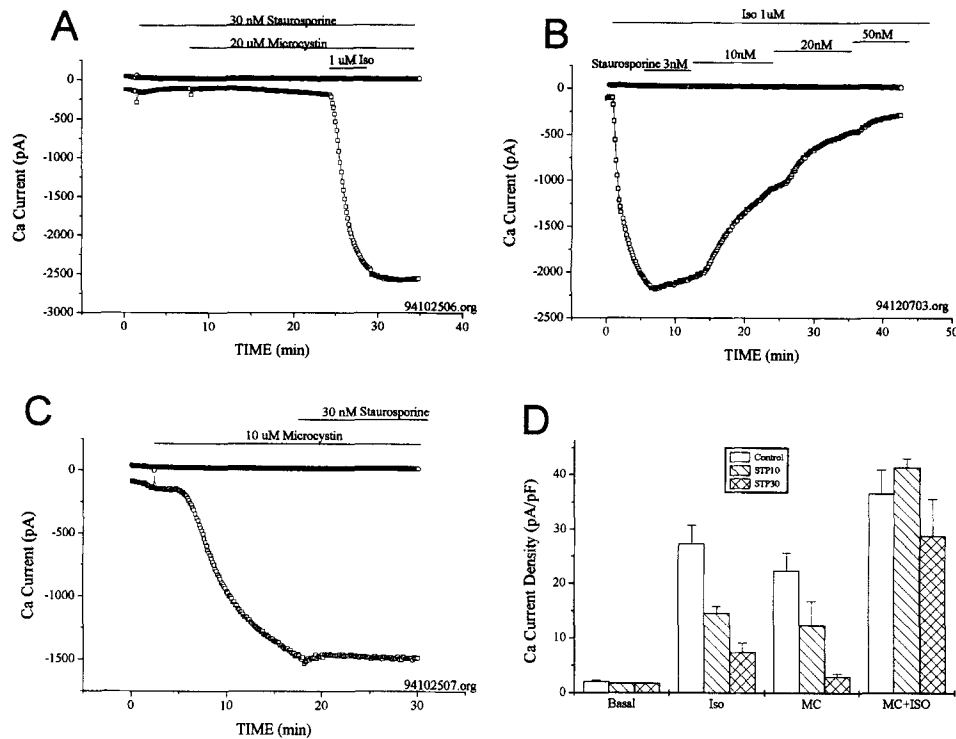 A
30 nM Staurosporine
20 uM Microcystin
1 uM Iso
0
-500
-1000
-1500
-2000
-2500
-3000
Ca Current (pA)
94102506.org
0
10
20
30
40
TIME (min)
B
Iso 1uM
50nM
20nM
10nM
Staurosporine 3nM
0
-500
-1000
-1500
-2000
-2500
Ca Current (pA)
94120703.org
0
10
20
30
40
50
TIME (min)
C
30 nM Staurosporine
10 uM Microcystin
0
-500
-1000
-1500
Ca Current (pA)
94102507.org
0
10
20
30
TIME (min)
D
Control
STP10
STP30
40
30
20
10
0
Ca Current Density (pA/pF)
Basal
Iso
MC
MC+ISO